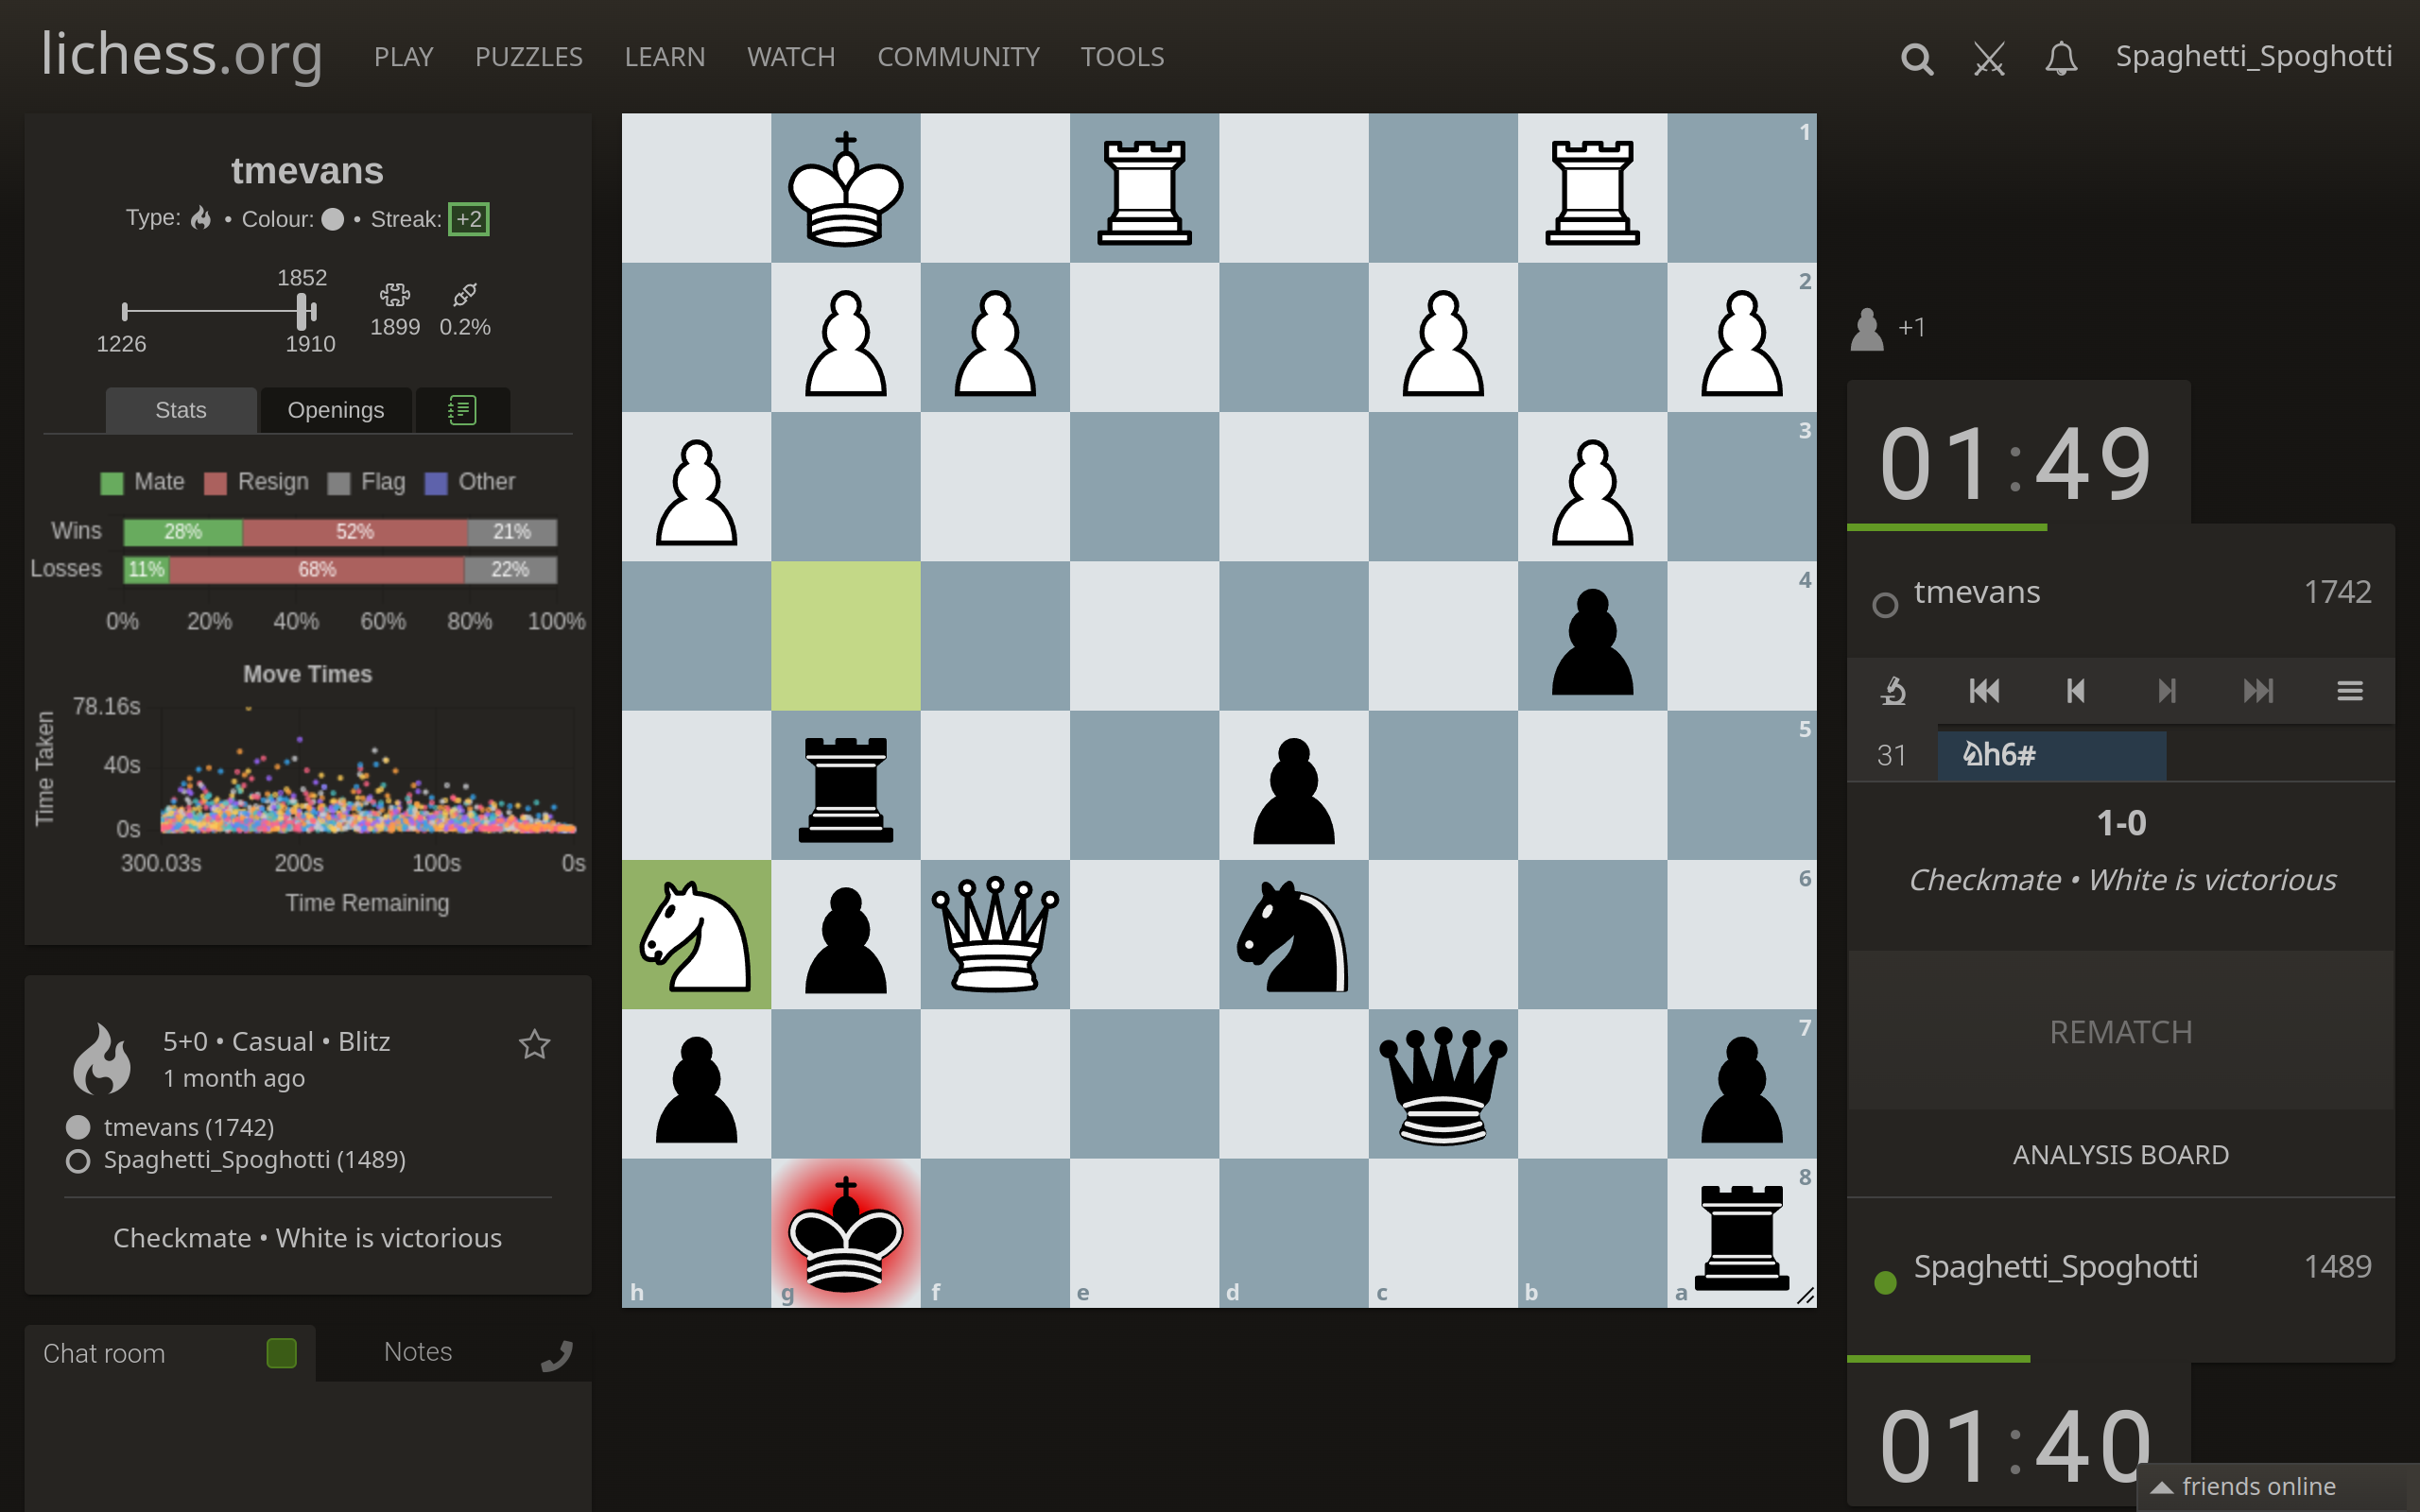 lichess.org PLAY PUZZLES LEARN WATCH COMMUNITY TOOLS Spaghetti_Spoghotti
tmevans
Type: • Colour: • Streak: +2
1852
1226 1910
1899 0.2%
Stats Openings
Mate Resign Flag Other
Wins 28% 52% 21%
Losses 11% 68% 22%
0% 20% 40% 60% 80% 100%
Move Times
Time Taken
78.16s
40s
0s
300.03s 200s 100s 0s
Time Remaining
5+0 • Casual • Blitz
1 month ago
tmevans (1742)
Spaghetti_Spoghotti (1489)
Checkmate • White is victorious
Chat room Notes
1
2
3
4
5
6
7
8
h g f e d c b a
+1
01:49
tmevans 1742
31 ♘h6#
1-0
Checkmate • White is victorious
REMATCH
ANALYSIS BOARD
Spaghetti_Spoghotti 1489
01:40
friends online